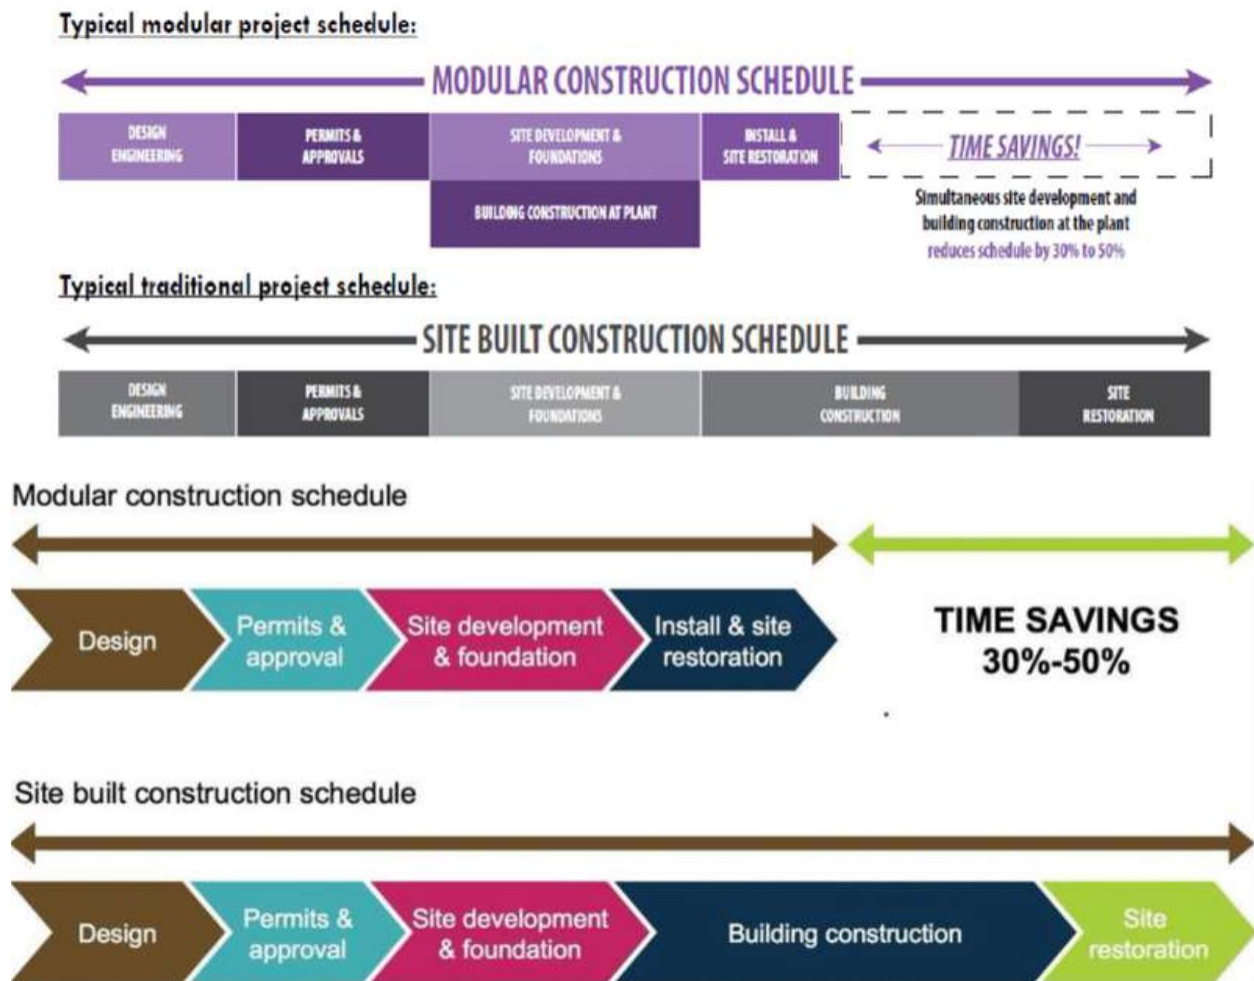 Typical modular project schedule:
MODULAR CONSTRUCTION SCHEDULE
DESIGN
ENGINEERING
PERMITS &
APPROVALS
SITE DEVELOPMENT &
FOUNDATIONS
INSTALL &
SITE RESTORATION
TIME SAVINGS!
BUILDING CONSTRUCTION AT PLANT
Simultaneous site development and
building construction at the plant
reduces schedule by 30% to 50%
Typical traditional project schedule:
SITE BUILT CONSTRUCTION SCHEDULE
DESIGN
ENGINEERING
PERMITS &
APPROVALS
SITE DEVELOPMENT &
FOUNDATIONS
BUILDING
CONSTRUCTION
SITE
RESTORATION
Modular construction schedule
Design
Permits &
approval
Site development
& foundation
Install & site
restoration
TIME SAVINGS
30%-50%
Site built construction schedule
Design
Permits &
approval
Site development
& foundation
Building construction
Site
restoration